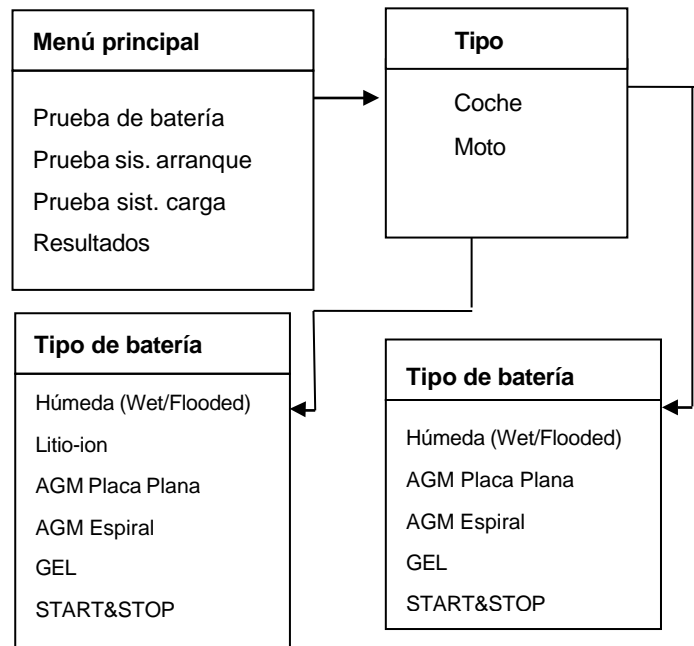 Menú principal
Prueba de batería
Prueba sis. arranque
Prueba sist. carga
Resultados
Tipo
Coche
Moto
Tipo de batería
Húmeda (Wet/Flooded)
Litio-ion
AGM Placa Plana
AGM Espiral
GEL
START&STOP
Tipo de batería
Húmeda (Wet/Flooded)
AGM Placa Plana
AGM Espiral
GEL
START&STOP